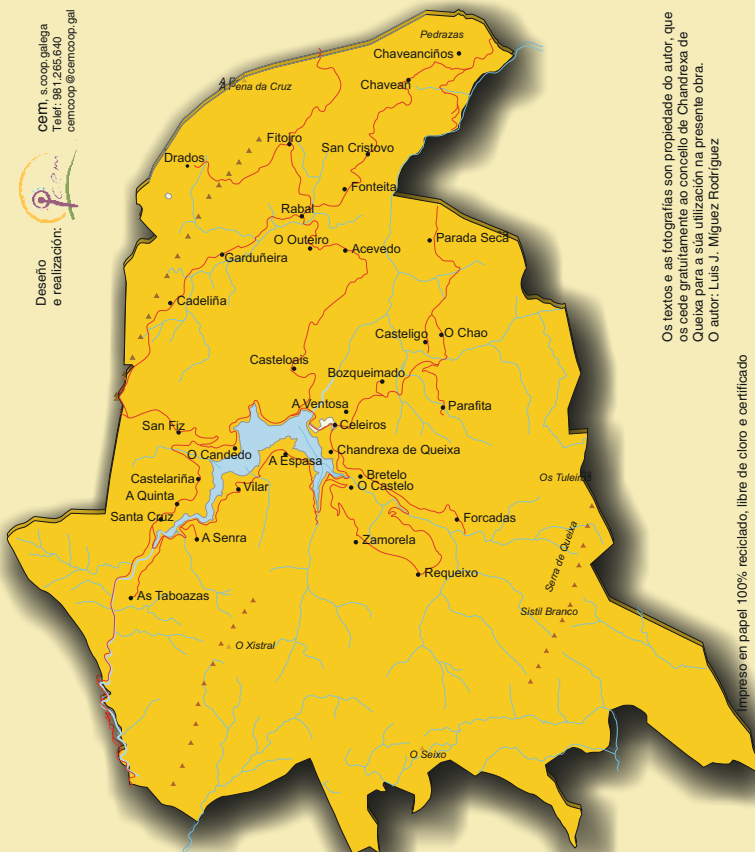 Deseño
e realización:
cem
cem, s.coop.galega
Telef: 981.265.640
cemcoop@cemcoop.gal
Pedrazas
Chaveanciños
Chavean
A Pena da Cruz
Fitoiro
San Cristovo
Drados
Fonteita
Rabal
O Outeiro
Acevedo
Parada Seca
Garduñeira
Cadeliña
Casteligo
O Chao
Casteloais
Bozqueimado
A Ventosa
Parafita
San Fiz
Celeiros
O Candedo
A Espasa
Chandrexa de Queixa
Castelariña
Vilar
Bretelo
O Castelo
Os Tuleiros
A Quinta
Santa Cruz
Forcadas
A Senra
Zamorela
Serra de Queixa
Requeixo
As Taboazas
Sistil Branco
O Xistral
O Seixo
Os textos e as fotografías son propiedade do autor, que
os cede gratuítamente ao concello de Chandrexa de
Queixa para a súa utilización na presente obra.
O autor: Luis J. Míguez Rodríguez
Impreso en papel 100% reciclado, libre de cloro e certificado